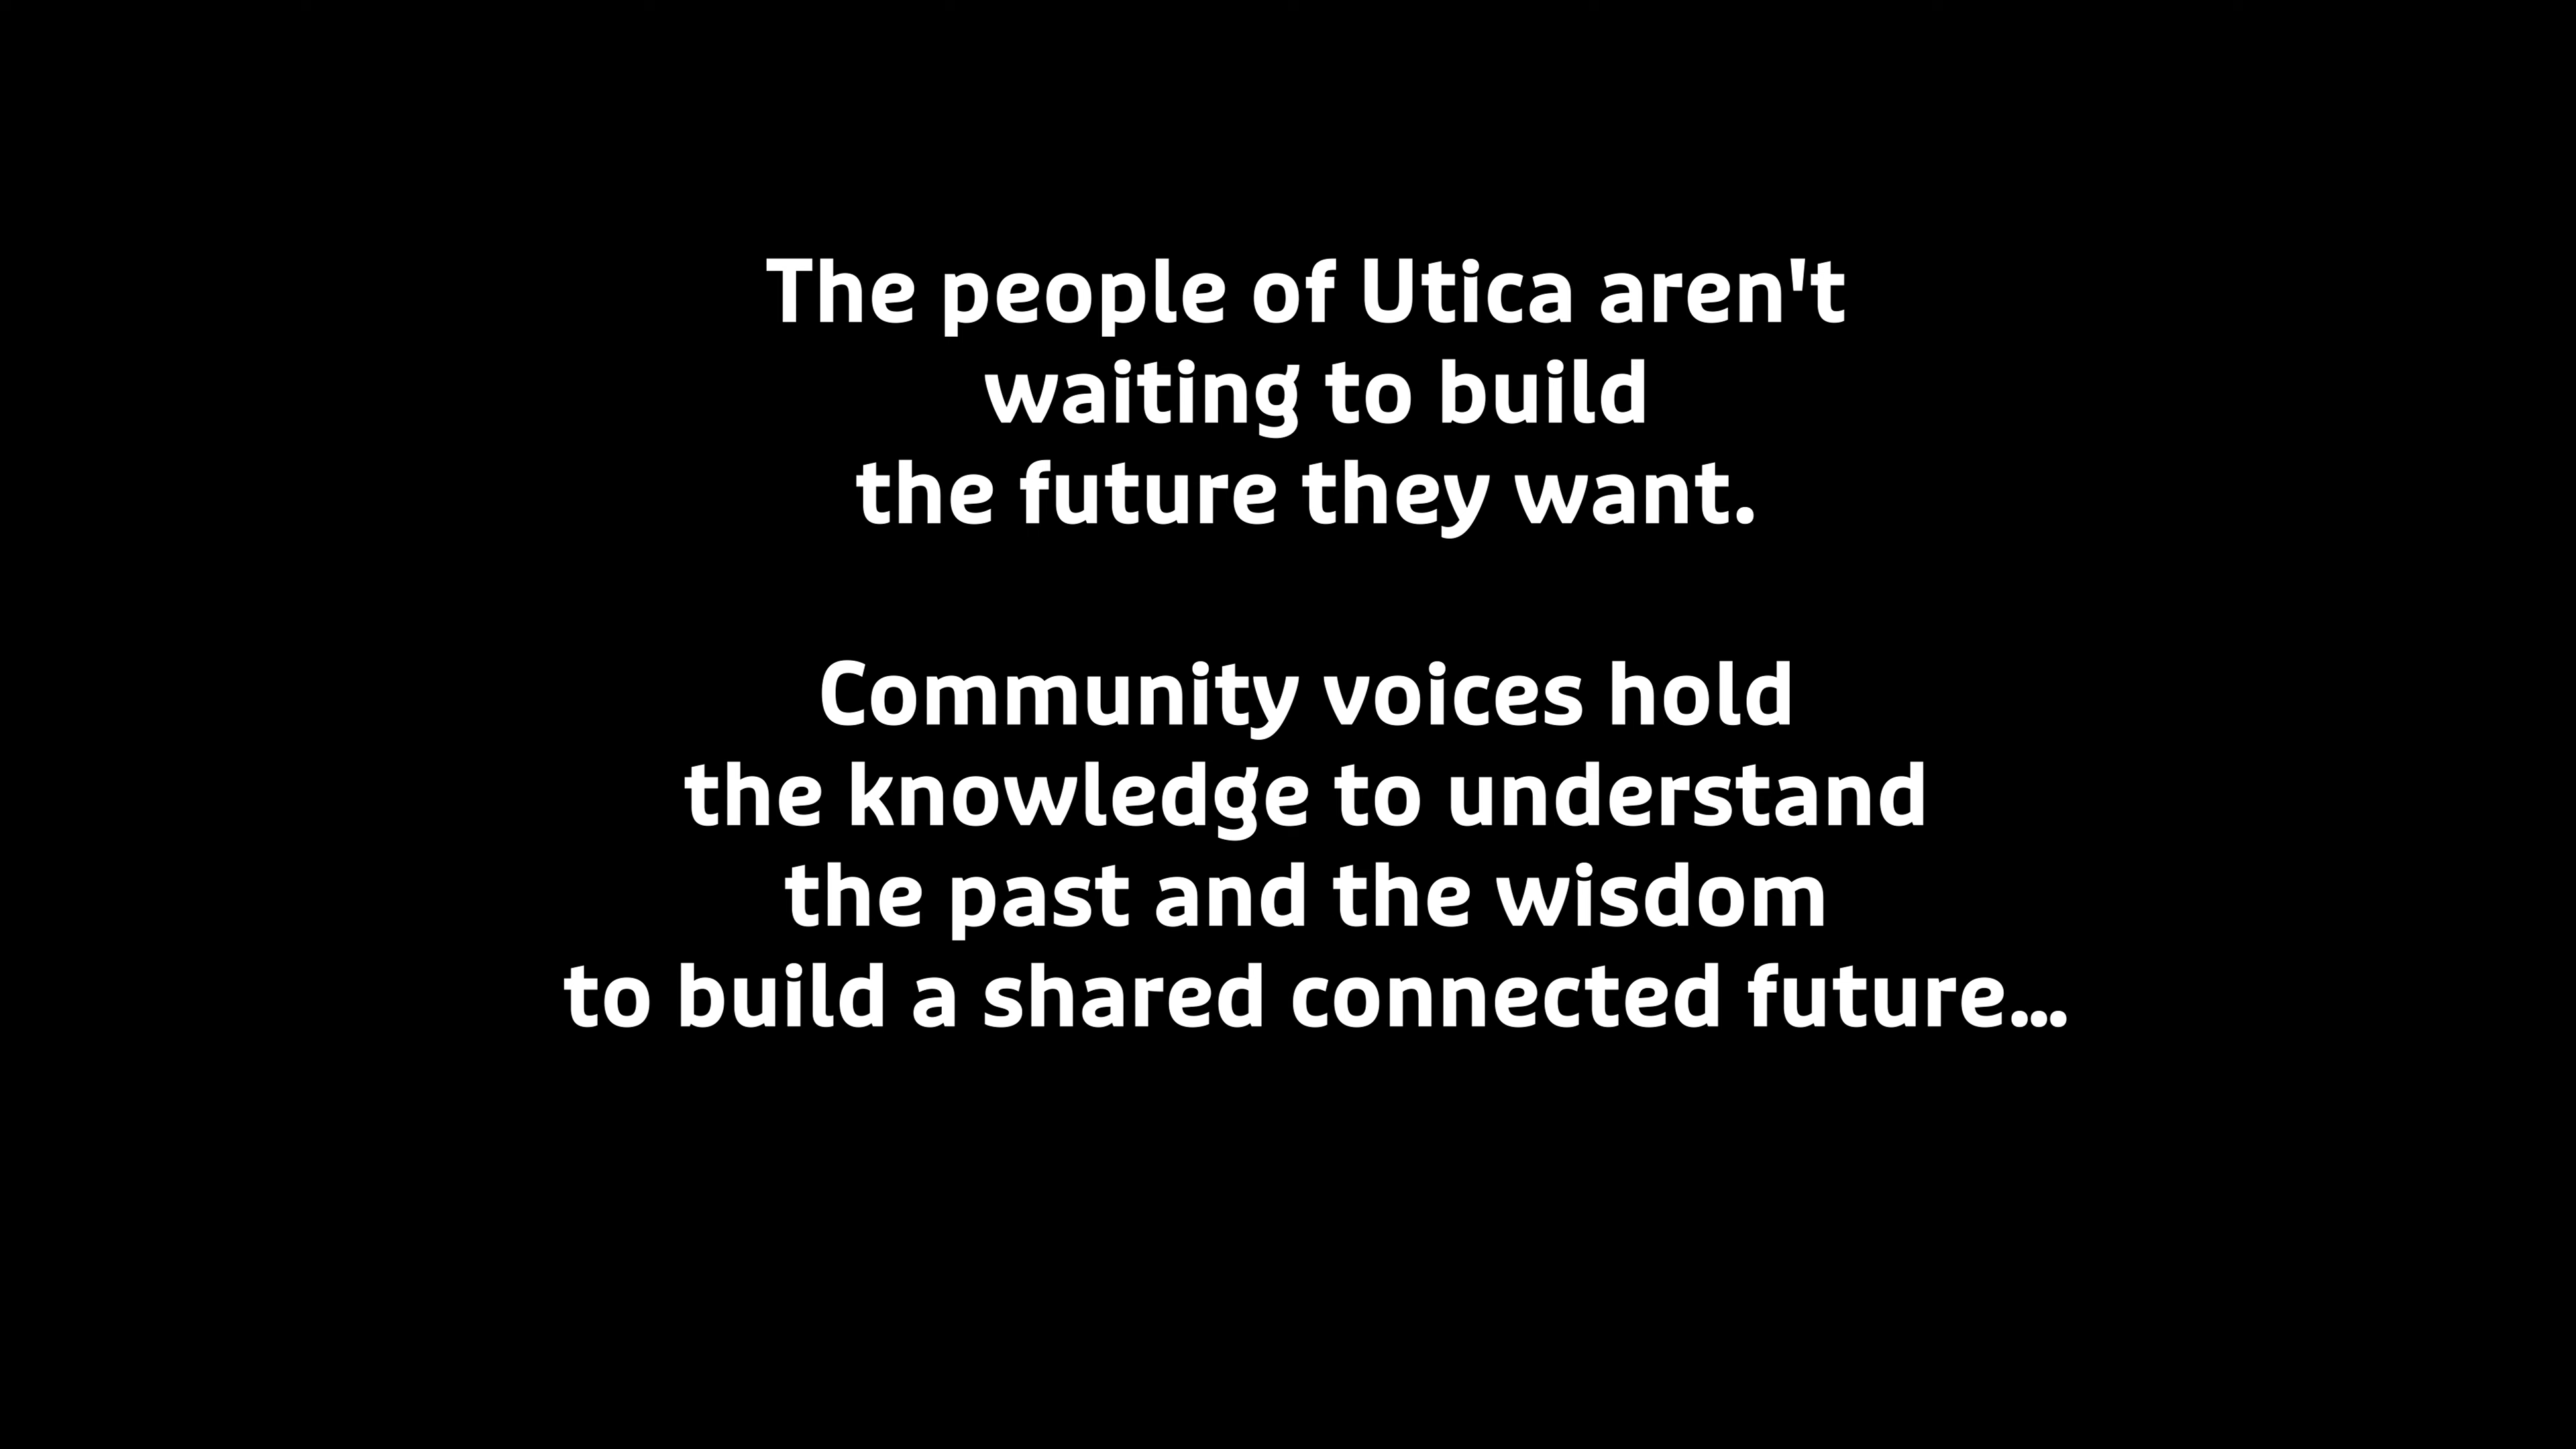 The people of Utica aren't
waiting to build
the future they want.
Community voices hold
the knowledge to understand
the past and the wisdom
to build a shared connected future...